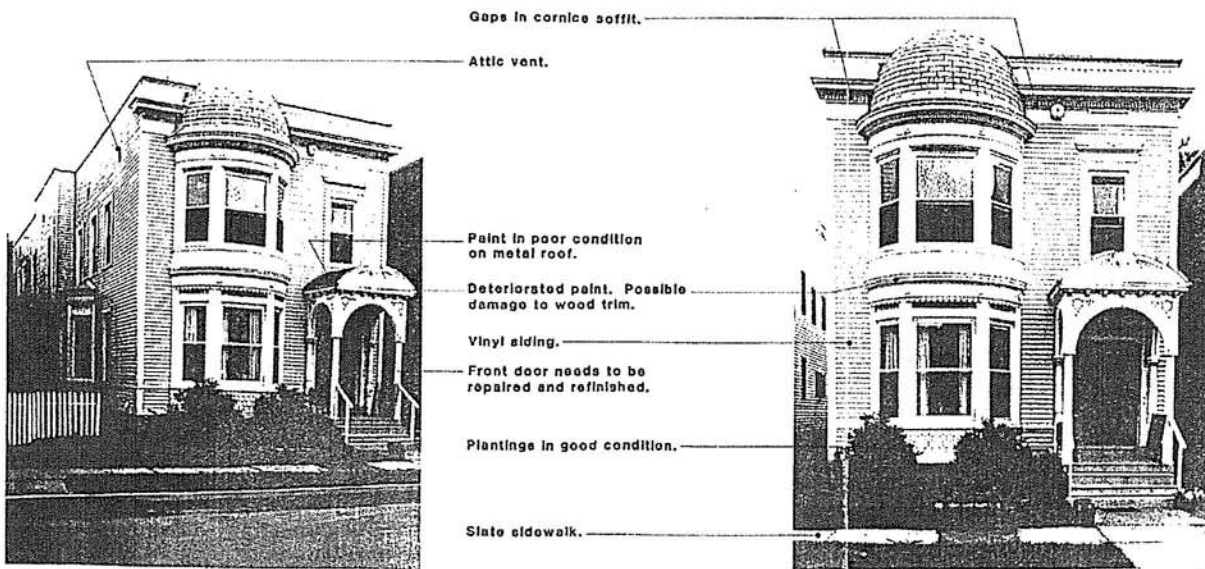 Gaps in cornice soffit.
Attic vent.
Paint in poor condition
on metal roof.
Deteriorated paint. Possible
damage to wood trim.
Vinyl siding.
Front door needs to be
repaired and refinished.
Plantings in good condition.
Slate sidewalk.